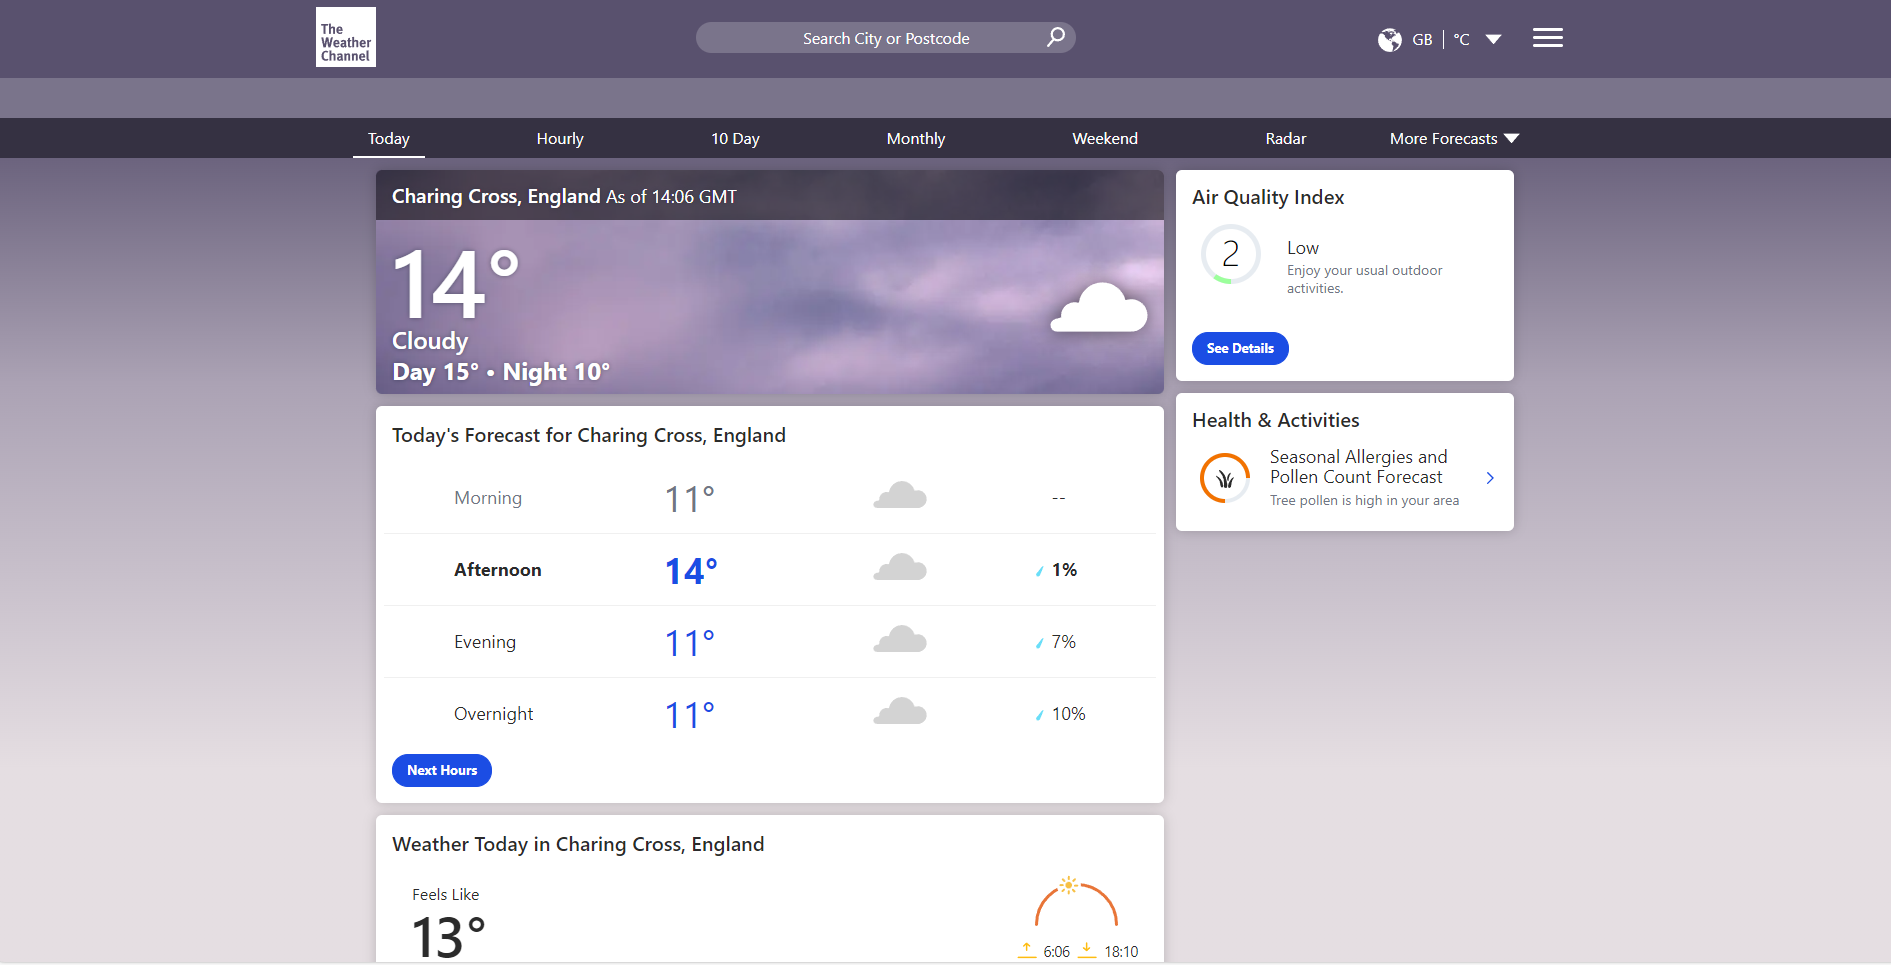 The
Weather
Channel
Search City or Postcode
GB °C
Today Hourly 10 Day Monthly Weekend Radar More Forecasts
Charing Cross, England As of 14:06 GMT
14°
Cloudy
Day 15° • Night 10°
Air Quality Index
2
Low
Enjoy your usual outdoor
activities.
See Details
Health & Activities
Seasonal Allergies and
Pollen Count Forecast
Tree pollen is high in your area
Today's Forecast for Charing Cross, England
Morning 11° --
Afternoon 14° 1%
Evening 11° 7%
Overnight 11° 10%
Next Hours
Weather Today in Charing Cross, England
Feels Like
13°
6:06 18:10